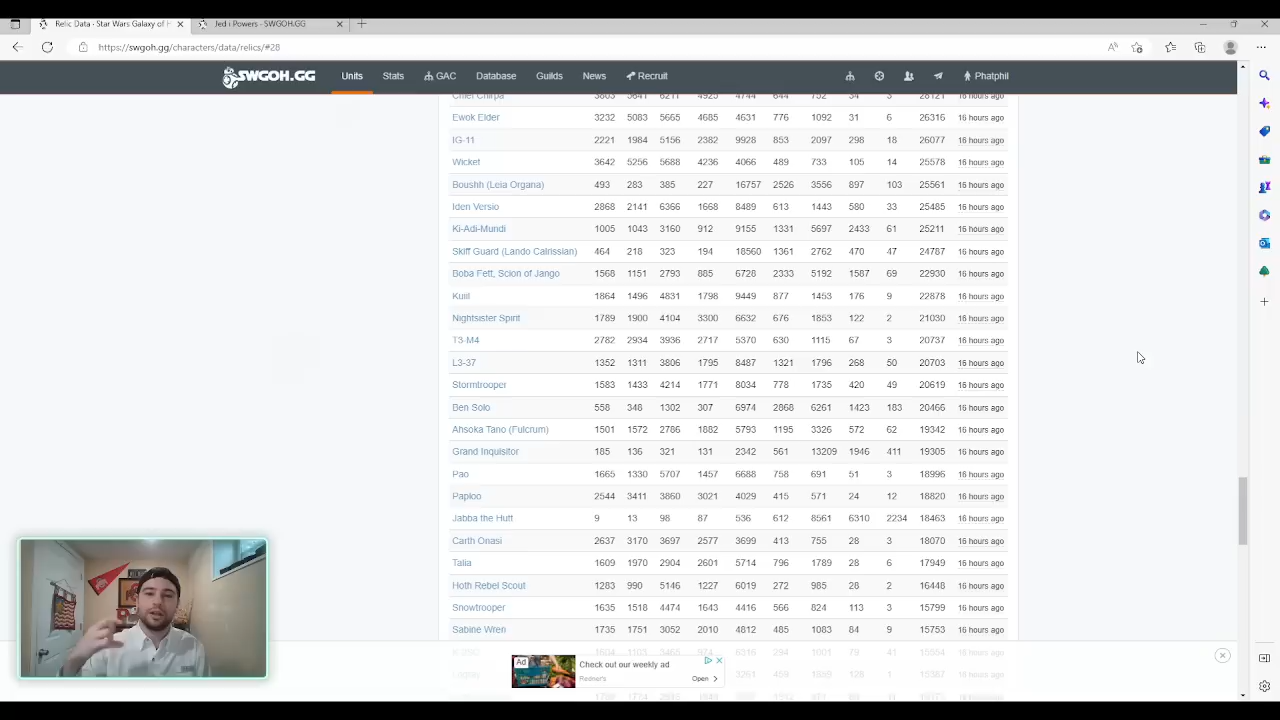 Relic Data - Star Wars Galaxy of H
Jedi Powers - SWGOH.GG
https://swgoh.gg/characters/data/relics/#28
SWGOH.GG Units Stats GAC Database Guilds News Recruit Phatphil
Chief Chirpa 3803 5641 6211 4925 4744 644 752 34 3 28121 16 hours ago
Ewok Elder 3232 5083 5665 4685 4631 776 1092 31 6 26316 16 hours ago
IG-11 2221 1984 5156 2382 9928 853 2097 298 18 26077 16 hours ago
Wicket 3642 5256 5688 4236 4066 489 733 105 14 25578 16 hours ago
Boushh (Leia Organa) 493 283 385 227 16757 2526 3556 897 103 25561 16 hours ago
Iden Versio 2868 2141 6366 1668 8489 613 1443 580 33 25485 16 hours ago
Ki-Adi-Mundi 1005 1043 3160 912 9155 1331 5697 2433 61 25211 16 hours ago
Skiff Guard (Lando Calrissian) 464 218 323 194 18560 1361 2762 470 47 24787 16 hours ago
Boba Fett, Scion of Jango 1568 1151 2793 885 6728 2333 5192 1587 69 22930 16 hours ago
Kuiil 1864 1496 4831 1798 9449 877 1453 176 9 22878 16 hours ago
Nightsister Spirit 1789 1900 4104 3300 6632 676 1853 122 2 21030 16 hours ago
T3-M4 2782 2934 3936 2717 5370 630 1115 67 3 20737 16 hours ago
L3-37 1352 1311 3806 1795 8487 1321 1796 268 50 20703 16 hours ago
Stormtrooper 1583 1433 4214 1771 8034 778 1735 420 49 20619 16 hours ago
Ben Solo 558 348 1302 307 6974 2868 6261 1423 183 20466 16 hours ago
Ahsoka Tano (Fulcrum) 1501 1572 2786 1882 5793 1195 3326 572 62 19342 16 hours ago
Grand Inquisitor 185 136 321 131 2342 561 13209 1946 411 19305 16 hours ago
Pao 1665 1330 5707 1457 6688 758 691 51 3 18996 16 hours ago
Paploo 2544 3411 3860 3021 4029 415 571 24 12 18820 16 hours ago
Jabba the Hutt 9 13 98 87 536 612 8561 6310 2234 18463 16 hours ago
Carth Onasi 2637 3170 3697 2577 3699 413 755 28 3 18070 16 hours ago
Talia 1609 1970 2904 2601 5714 796 1789 28 6 17949 16 hours ago
Hoth Rebel Scout 1283 990 5146 1227 6019 272 985 28 2 16448 16 hours ago
Snowtrooper 1635 1518 4474 1643 4416 566 824 113 3 15799 16 hours ago
Sabine Wren 1735 1751 3052 2010 4812 485 1083 84 9 15753 16 hours ago
Ad
Check out our weekly ad
Redner's Open